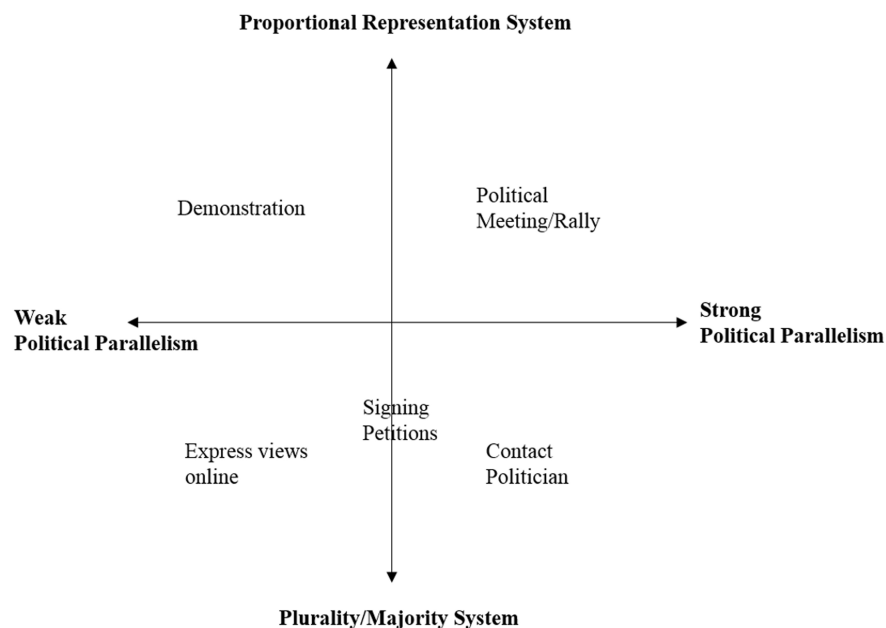 Proportional Representation System
Demonstration
Political
Meeting/Rally
Weak
Political Parallelism
Strong
Political Parallelism
Signing
Petitions
Express views
online
Contact
Politician
Plurality/Majority System